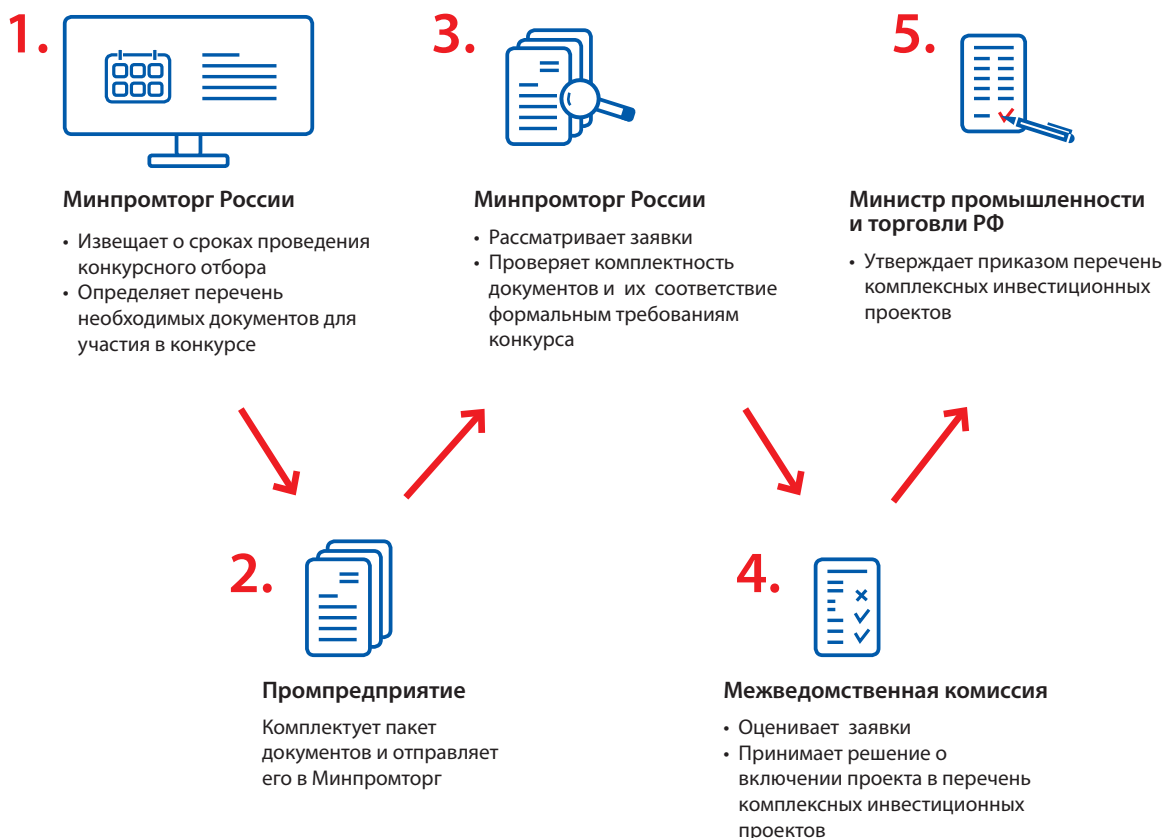 1.
Минпромторг России
• Извещает о сроках проведения
конкурсного отбора
• Определяет перечень
необходимых документов для
участия в конкурсе
2.
Промпредприятие
Комплектует пакет
документов и отправляет
его в Минпромторг
3.
Минпромторг России
• Рассматривает заявки
• Проверяет комплектность
документов и их соответствие
формальным требованиям
конкурса
4.
Межведомственная комиссия
• Оценивает заявки
• Принимает решение о
включении проекта в перечень
комплексных инвестиционных
проектов
5.
Министр промышленности
и торговли РФ
• Утверждает приказом перечень
комплексных инвестиционных
проектов